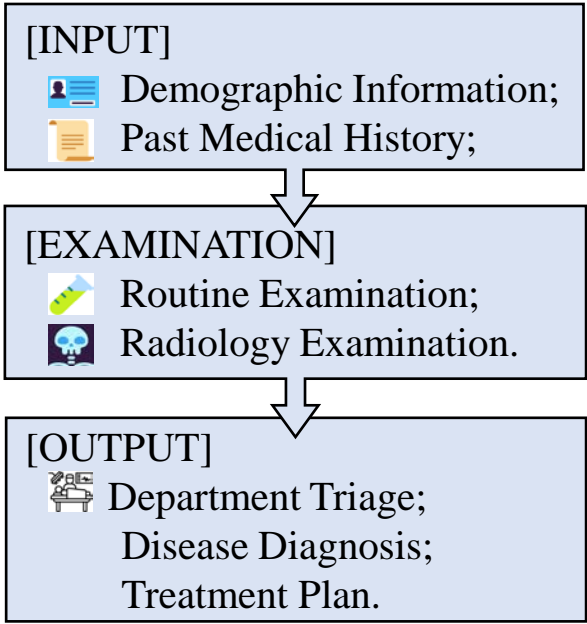 [INPUT]
Demographic Information;
Past Medical History;
[EXAMINATION]
Routine Examination;
Radiology Examination.
[OUTPUT]
Department Triage;
Disease Diagnosis;
Treatment Plan.